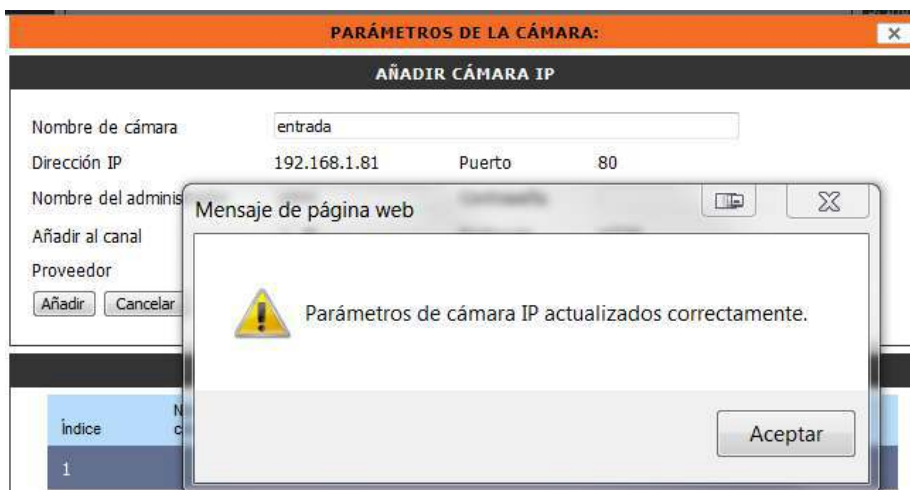 PARÁMETROS DE LA CÁMARA:
AÑADIR CÁMARA IP
Nombre de cámara entrada
Dirección IP 192.168.1.81 Puerto 80
Nombre del adminis
Mensaje de página web
Añadir al canal
Proveedor
Añadir Cancelar
Parámetros de cámara IP actualizados correctamente.
Índice
Aceptar
1